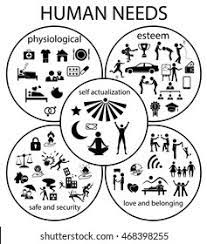 HUMAN NEEDS
physiological
esteem
self actualization
safe and security
love and belonging
shutterstock.com • 468398255